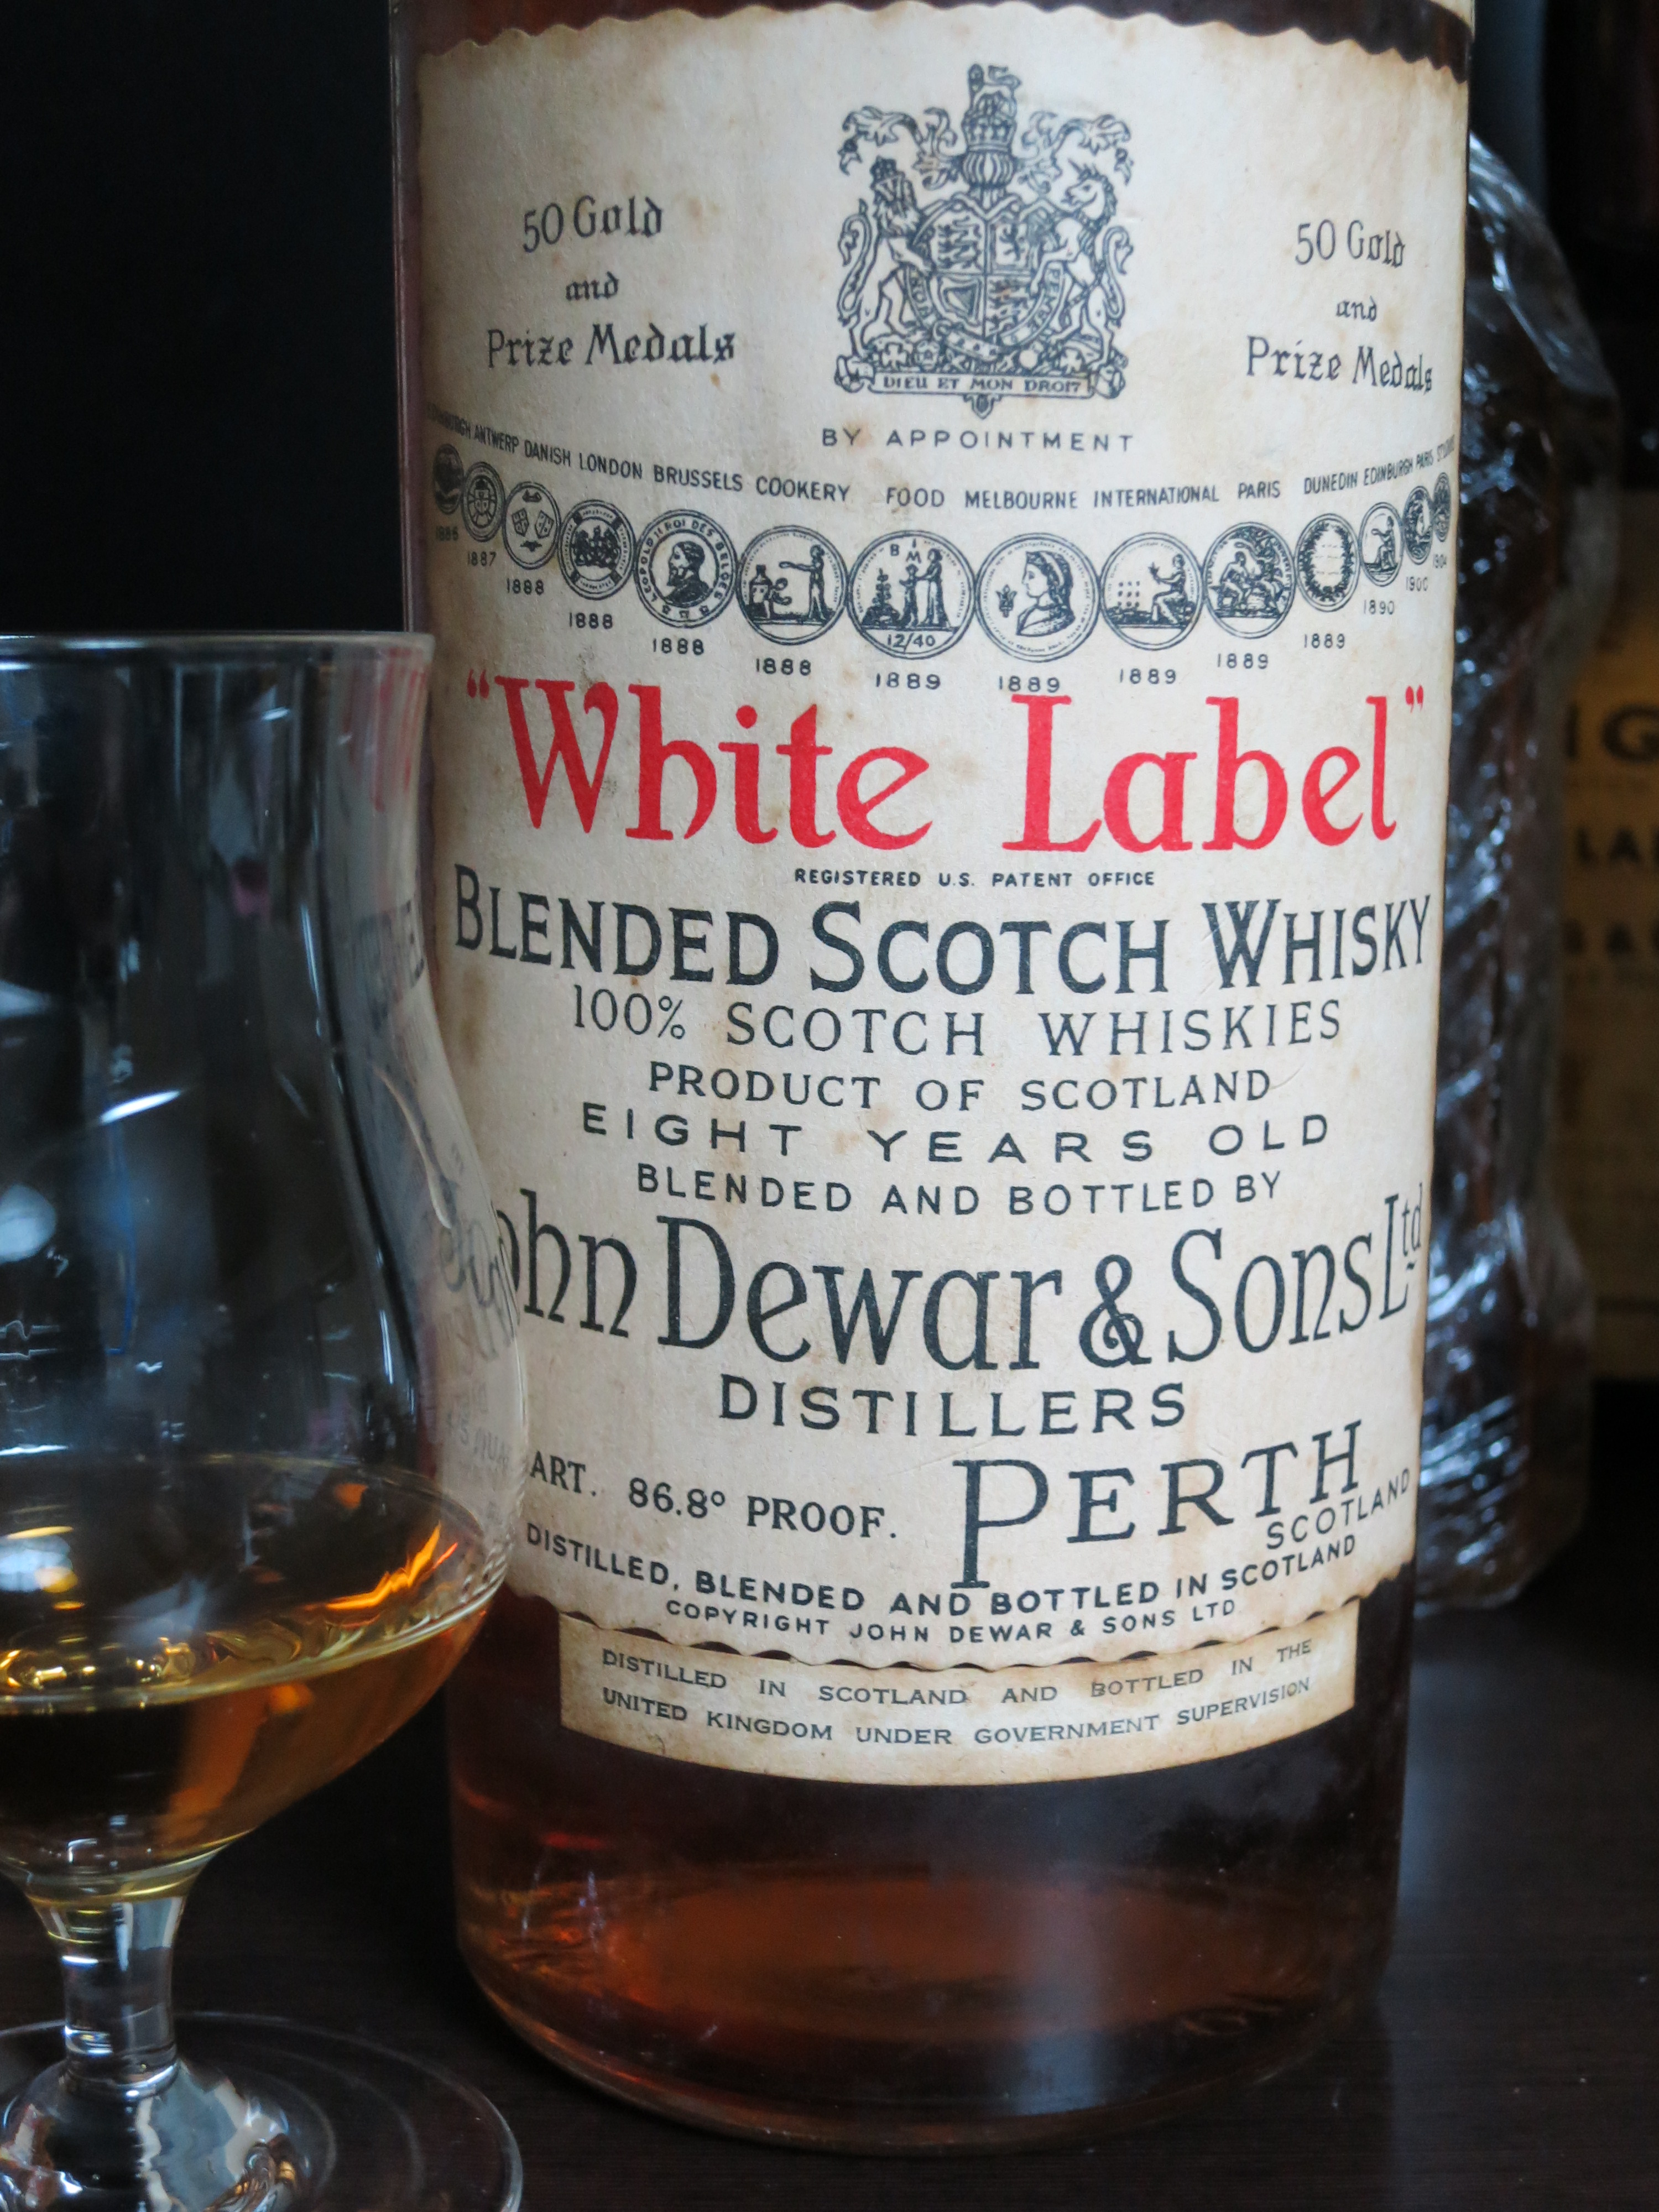 50 Gold
and
Prize Medals
50 Gold
and
Prize Medals
DIEU ET MON DROIT
BY APPOINTMENT
ANTWERP DANISH LONDON BRUSSELS COOKERY FOOD MELBOURNE INTERNATIONAL PARIS DUNEDIN EDINBURGH PARIS
LEOPOLD II ROI DES BELGES
B M
12/40
1886 1887 1888 1888 1888 1888 1889 1889 1889 1889 1889 1890 1900 1904
"White Label"
REGISTERED U.S. PATENT OFFICE
BLENDED SCOTCH WHISKY
100% SCOTCH WHISKIES
PRODUCT OF SCOTLAND
EIGHT YEARS OLD
BLENDED AND BOTTLED BY
ohn Dewar & Sons Ltd
DISTILLERS
ART. 86.8° PROOF.
PERTH
SCOTLAND
DISTILLED, BLENDED AND BOTTLED IN SCOTLAND
COPYRIGHT JOHN DEWAR & SONS LTD
DISTILLED IN SCOTLAND AND BOTTLED IN THE
UNITED KINGDOM UNDER GOVERNMENT SUPERVISION